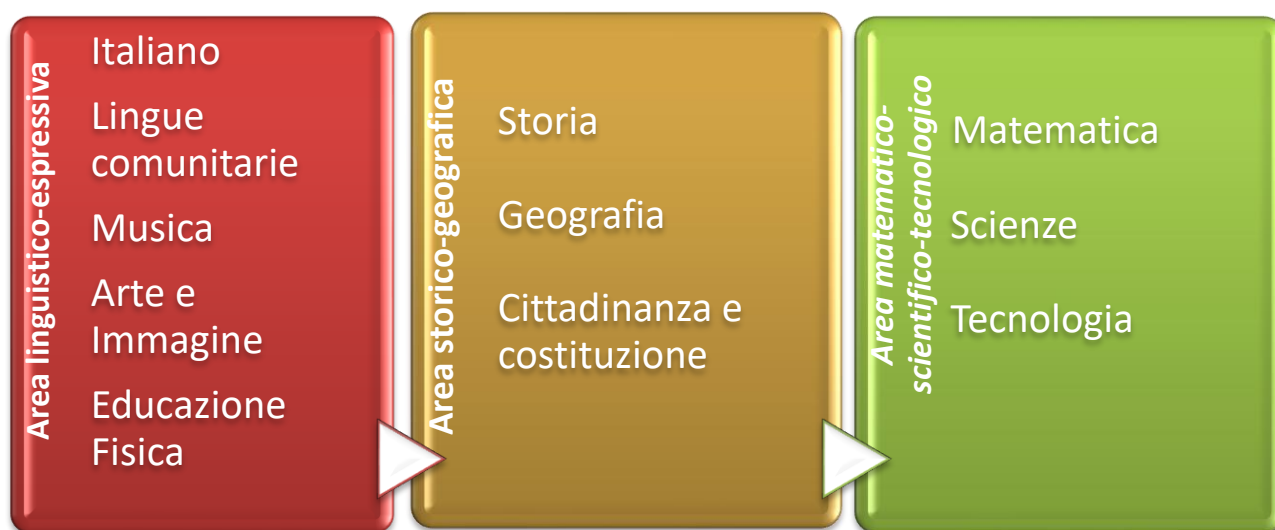 Area linguistico-espressiva
Italiano
Lingue
comunitarie
Musica
Arte e
Immagine
Educazione
Fisica
Area storico-geografica
Storia
Geografia
Cittadinanza e
costituzione
Area matematico-
scientifico-tecnologico
Matematica
Scienze
Tecnologia